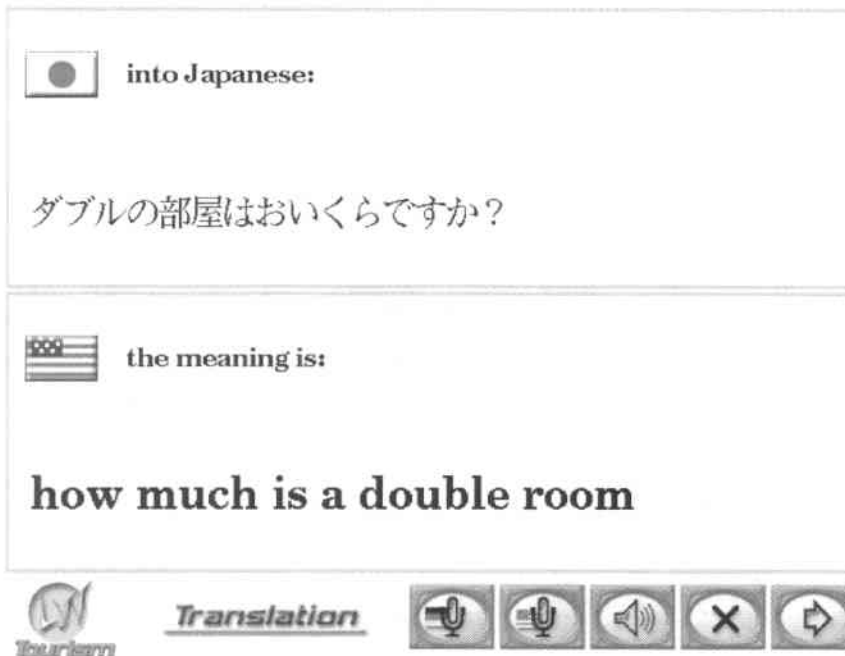 into Japanese:
ダブルの部屋はおいくらですか？
the meaning is:
how much is a double room
Translation
Tourism